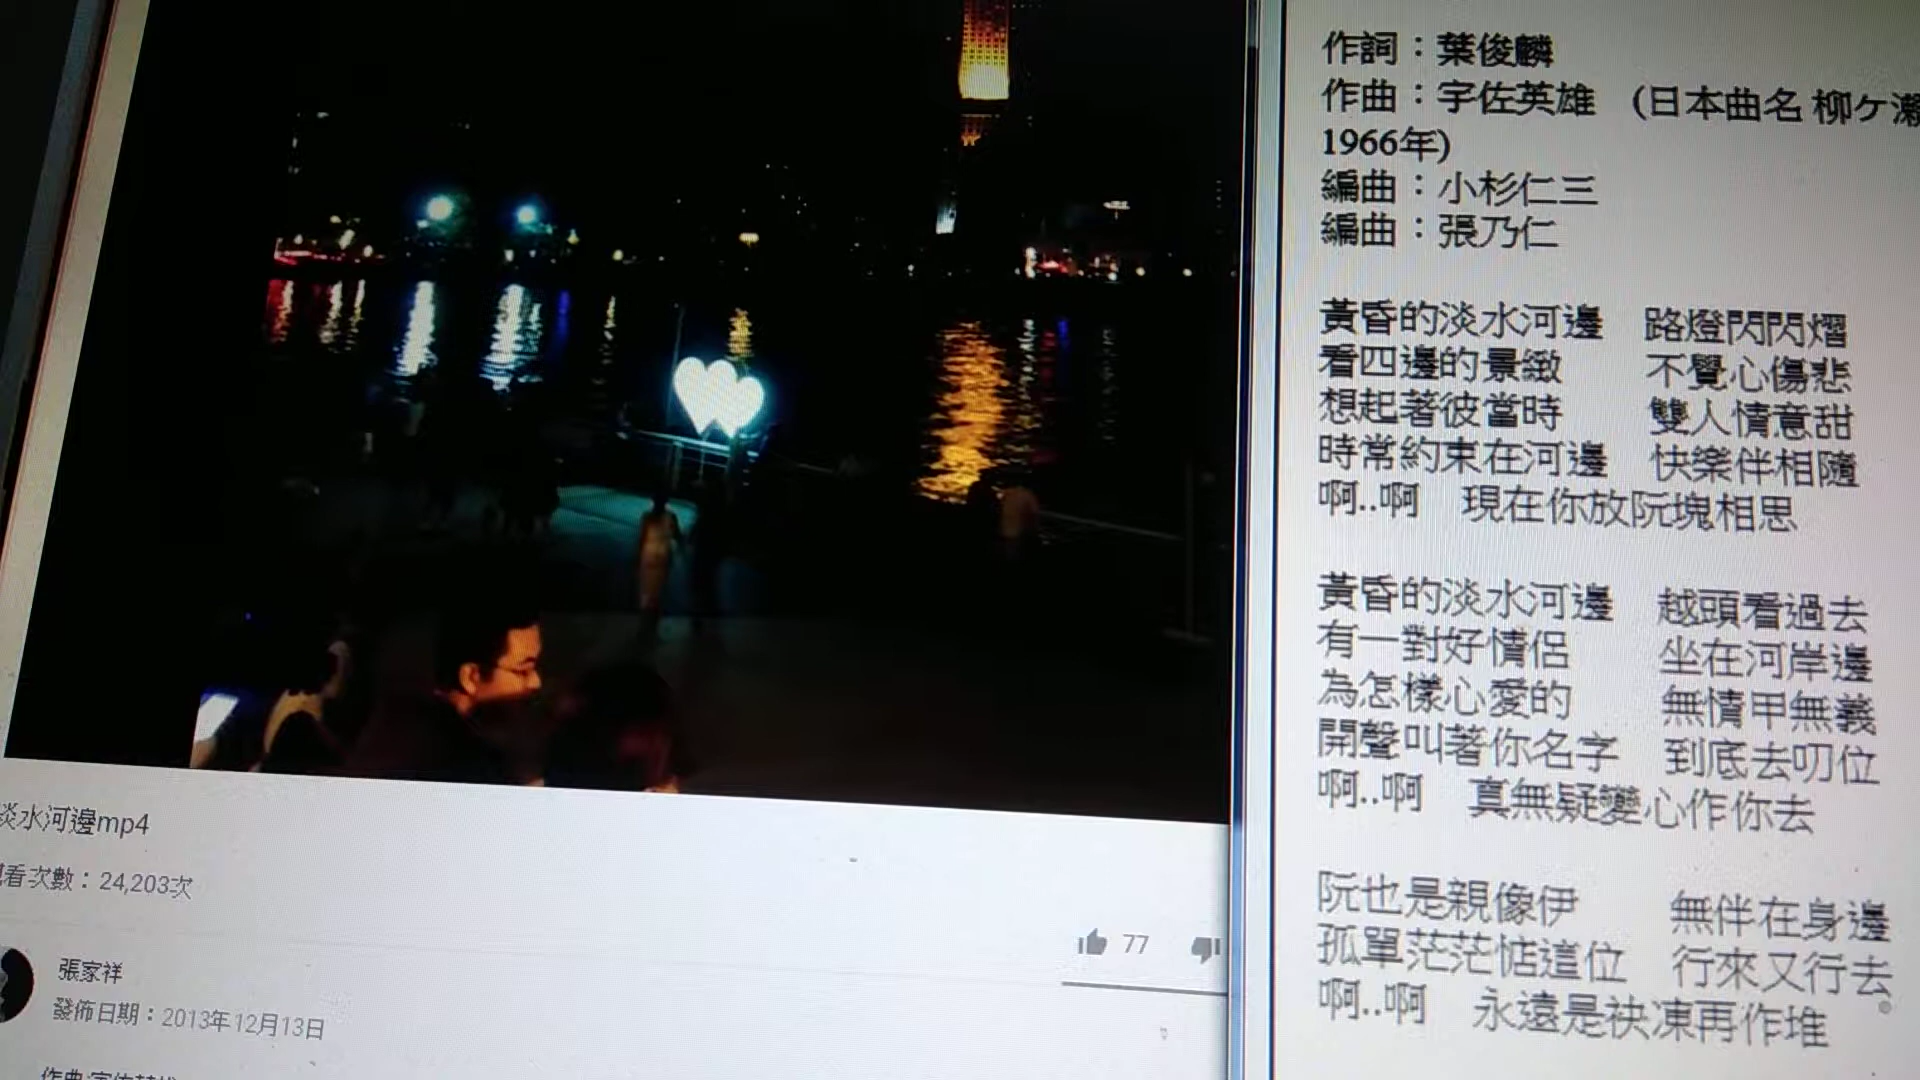 作詞：葉俊麟
作曲：宇佐英雄 (日本曲名 柳ケ瀨
1966年)
編曲：小杉仁三
編曲：張乃仁
黃昏的淡水河邊 路燈閃閃熠
看四邊的景緻 不覺心傷悲
想起著彼當時 雙人情意甜
時常約束在河邊 快樂伴相隨
啊..啊 現在你放阮塊相思
黃昏的淡水河邊 越頭看過去
有一對好情侶 坐在河岸邊
為怎樣心愛的 無情甲無義
開聲叫著你名字 到底去叨位
啊..啊 真無疑變心作你去
阮也是親像伊 無伴在身邊
孤單茫茫惦這位 行來又行去
啊..啊 永遠是袂凍再作堆
淡水河邊mp4
看次數：24,203次
77
張家祥
發佈日期：2013年12月13日